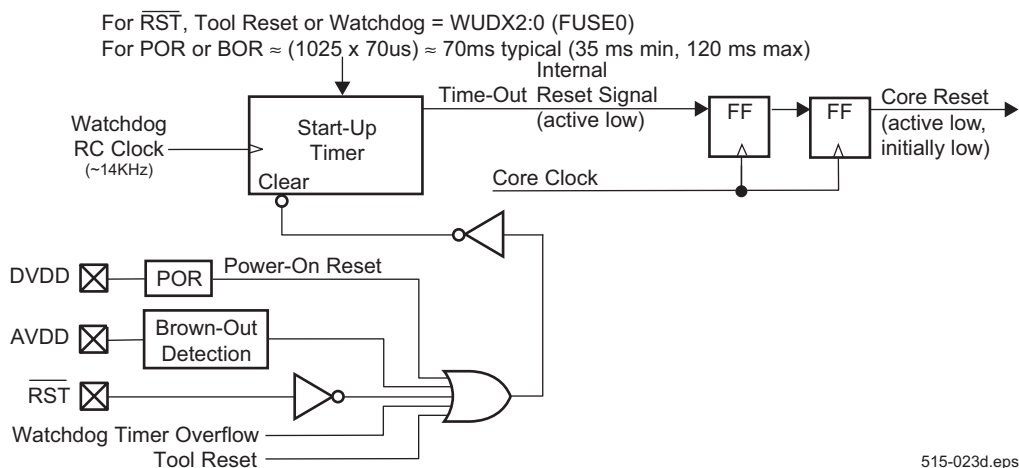 For RST, Tool Reset or Watchdog = WUDX2:0 (FUSE0)
For POR or BOR ≈ (1025 x 70us) ≈ 70ms typical (35 ms min, 120 ms max)
Internal
Time-Out Reset Signal
(active low)
Watchdog
RC Clock
(~14KHz)
Start-Up
Timer
Clear
FF
FF
Core Reset
(active low,
initially low)
Core Clock
DVDD
POR
Power-On Reset
AVDD
Brown-Out
Detection
RST
Watchdog Timer Overflow
Tool Reset
515-023d.eps